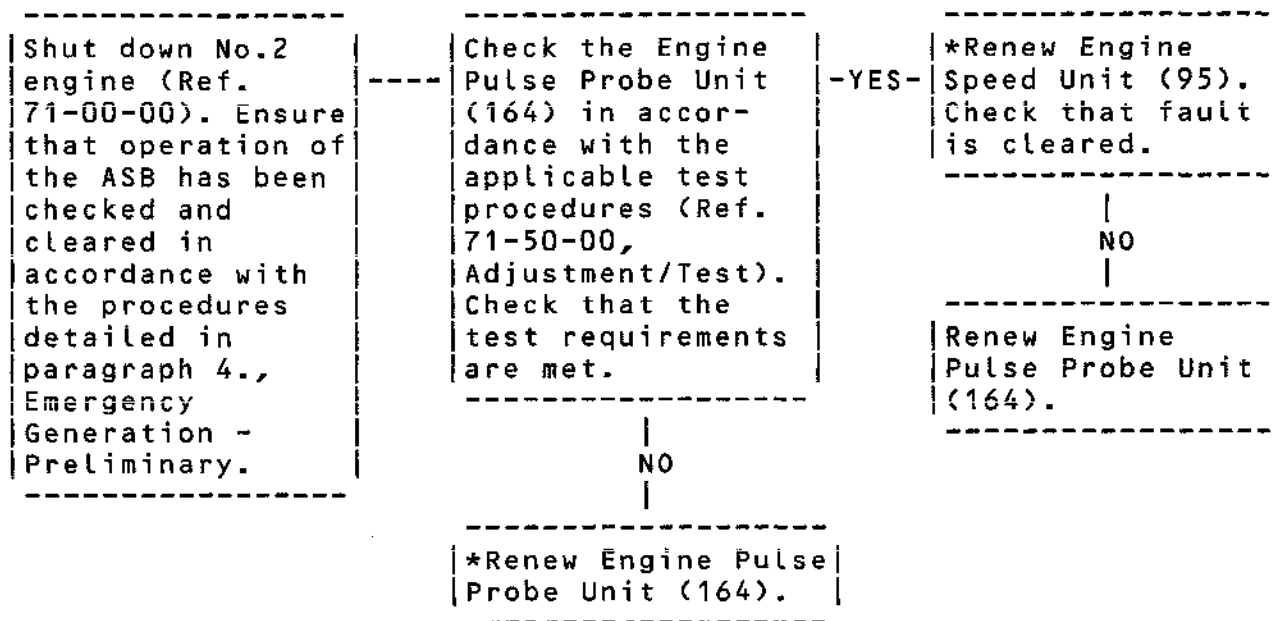 Shut down No.2
engine (Ref.
71-00-00). Ensure
that operation of
the ASB has been
checked and
cleared in
accordance with
the procedures
detailed in
paragraph 4.,
Emergency
Generation -
Preliminary.
Check the Engine
Pulse Probe Unit
(164) in accor-
dance with the
applicable test
procedures (Ref.
71-50-00,
Adjustment/Test).
Check that the
test requirements
are met.
-YES-
*Renew Engine
Speed Unit (95).
Check that fault
is cleared.
NO
Renew Engine
Pulse Probe Unit
(164).
NO
*Renew Engine Pulse
Probe Unit (164).